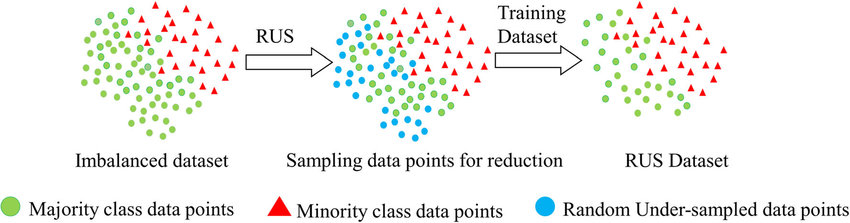 RUS
Training
Dataset
Imbalanced dataset
Sampling data points for reduction
RUS Dataset
Majority class data points
Minority class data points
Random Under-sampled data points